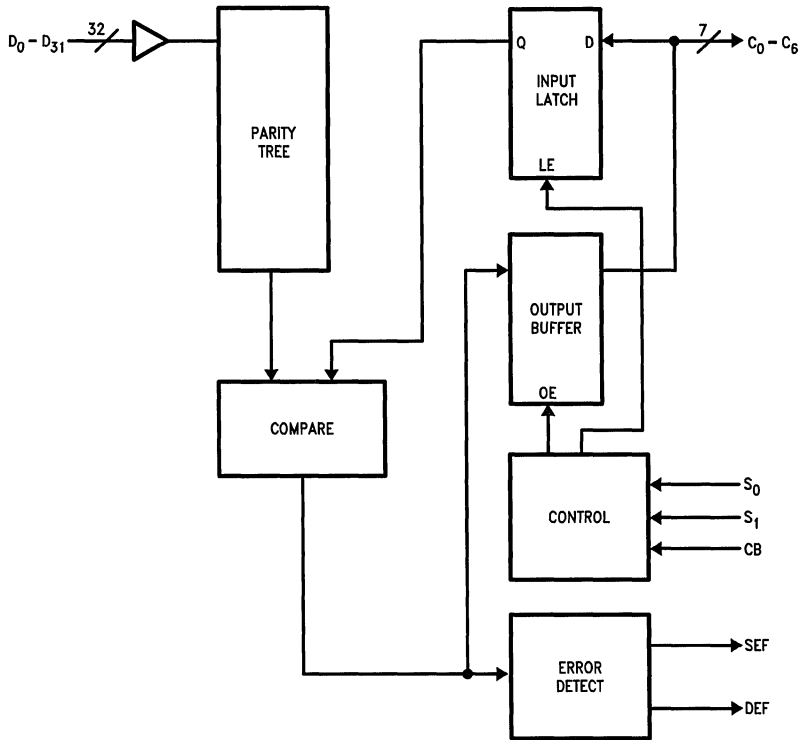 D₀ – D₃₁
32
PARITY
TREE
Q
D
INPUT
LATCH
LE
7
C₀ – C₆
OUTPUT
BUFFER
OE
COMPARE
CONTROL
S₀
S₁
CB
ERROR
DETECT
SEF
DEF